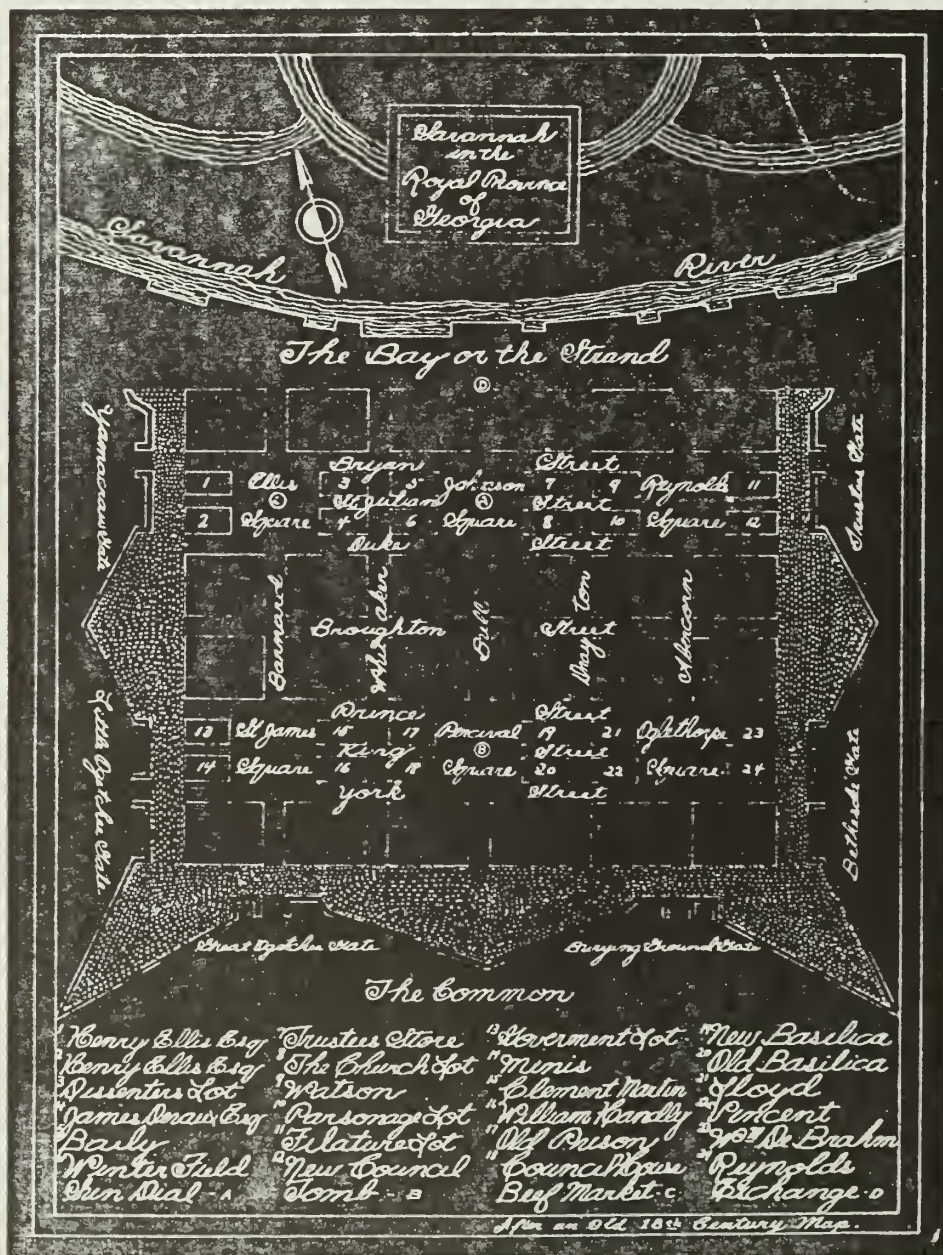 Savannah
in the
Royal Province
of
Georgia
Savannah River
The Bay or the Strand
D
Yamacraw Gate
Trustees Gate
Bryan Street
1 Ellis 3 5 Johnson 7 9 Reynolds 11
C St Julian A Street
2 Square 4 6 Square 8 10 Square 12
Duke Street
Barnard Whitaker Bull Drayton Abercorn
Broughton Street
Prince Street
13 St James 15 17 Percival 19 21 Oglethorpe 23
King B Street
14 Square 16 18 Square 20 22 Square 24
York Street
Little Ogeechee Gate
Bethesda Gate
Great Ogeechee Gate
Burying Ground Gate
The Common
1 Henry Ellis Esq
2 Henry Ellis Esq
3 Dissenters Lot
4 James Deaux Esq
5 Baily
6 Winter Field
Sun Dial - A
7 Trustees Store
8 The Church Lot
9 Watson
10 Parsonage Lot
11 Filature Lot
12 New Council
Tomb - B
13 Goverment Lot
14 Minis
15 Clement Martin
16 William Handly
17 Old Prison
18 Council House
Beef Market - C
19 New Basilica
20 Old Basilica
21 Lloyd
22 Pincent
23 Wm De Brahm
24 Reynolds
Exchange - D
After an Old 18th Century Map.